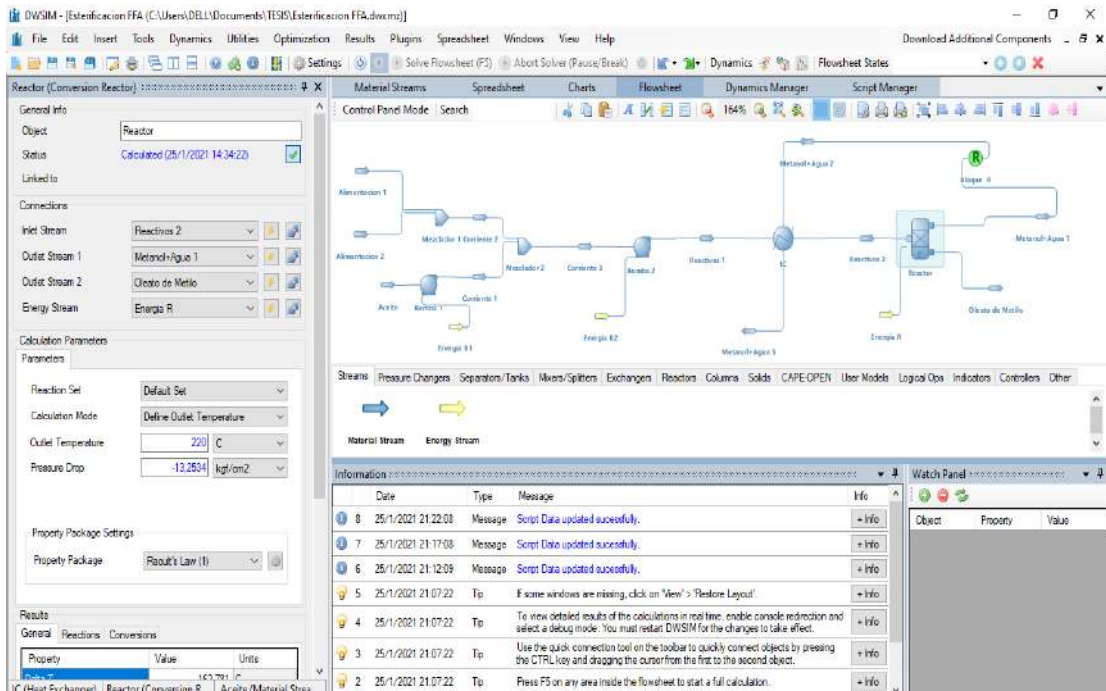 DWSIM - [Esterificacion FFA (C:\Users\DELL\Documents\TESIS\Esterificacion FFA.dwxmz)]
File Edit Insert Tools Dynamics Utilities Optimization Results Plugins Spreadsheet Windows View Help Download Additional Components
Settings Solve Flowsheet (F5) Abort Solver (Pause/Break) Dynamics Flowsheet States
Reactor (Conversion Reactor)
General Info
Object Reactor
Status Calculated (25/1/2021 14:34:22)
Linked to
Connections
Inlet Stream Reactivos 2
Outlet Stream 1 Metanol+Agua 1
Outlet Stream 2 Oleato de Metilo
Energy Stream Energia R
Calculation Parameters
Parameters
Reaction Set Default Set
Calculation Mode Define Outlet Temperature
Outlet Temperature 220 C
Pressure Drop -13,2534 kgf/cm2
Property Package Settings
Property Package Raoult's Law (1)
Results
General Reactions Conversions
Property Value Units
Delta T 163,781 C
IC (Heat Exchanger) Reactor (Conversion R... Aceite (Material Strea...
Material Streams Spreadsheet Charts Flowsheet Dynamics Manager Script Manager
Control Panel Mode Search 164%
Metanol+Agua 2
R
Bloque R
Alimentacion 1
Mezclador 1 Corriente 2
Metanol+Agua 1
Alimentacion 2
Mezclador 2 Corriente 3 Bomba 2 Reactivos 1 IC Reactivos 2 Reactor
Corriente 1
Aceite Bomba 1
Oleato de Metilo
Energia B1 Energia B2 Metanol+Agua 3 Energia R
Streams Pressure Changers Separators/Tanks Mixers/Splitters Exchangers Reactors Columns Solids CAPE-OPEN User Models Logical Ops Indicators Controllers Other
Material Stream Energy Stream
Information
Date Type Message Info
8 25/1/2021 21:22:08 Message Script Data updated sucessfully. + Info
7 25/1/2021 21:17:08 Message Script Data updated sucessfully. + Info
6 25/1/2021 21:12:09 Message Script Data updated sucessfully. + Info
5 25/1/2021 21:07:22 Tip If some windows are missing, click on 'View' > 'Restore Layout'. + Info
4 25/1/2021 21:07:22 Tip To view detailed results of the calculations in real time, enable console redirection and
select a debug mode. You must restart DWSIM for the changes to take effect. + Info
3 25/1/2021 21:07:22 Tip Use the quick connection tool on the toolbar to quickly connect objects by pressing
the CTRL key and dragging the cursor from the first to the second object. + Info
2 25/1/2021 21:07:22 Tip Press F5 on any area inside the flowsheet to start a full calculation. + Info
Watch Panel
Object Property Value